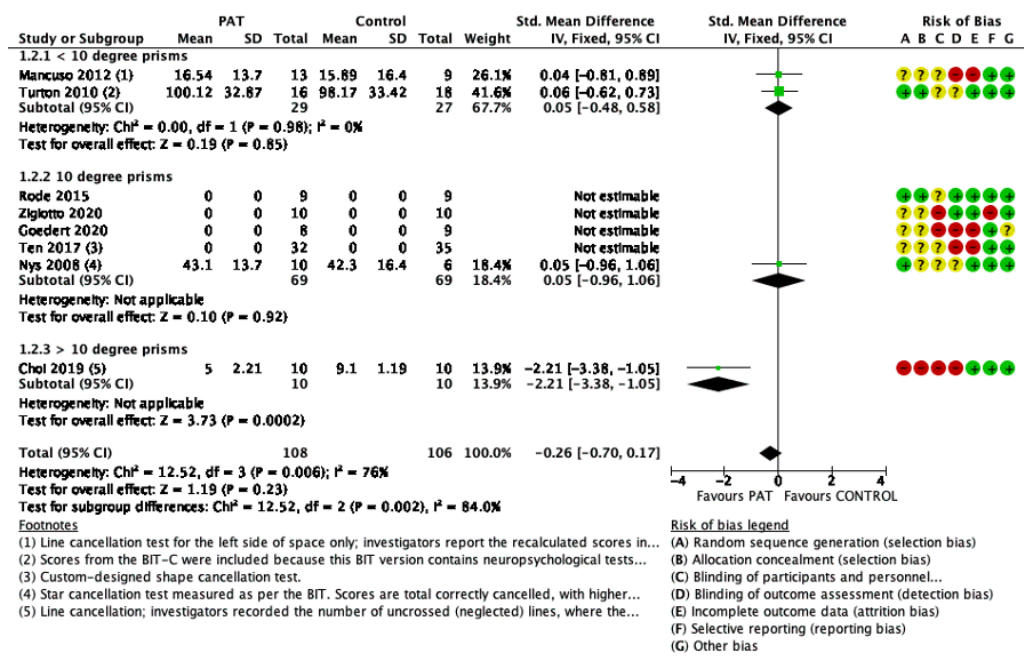 PAT Control Std. Mean Difference Std. Mean Difference Risk of Bias
Study or Subgroup Mean SD Total Mean SD Total Weight IV, Fixed, 95% CI IV, Fixed, 95% CI A B C D E F G
1.2.1 < 10 degree prisms
Mancuso 2012 (1) 16.54 13.7 13 15.89 16.4 9 26.1% 0.04 [−0.81, 0.89] ? ? ? − − + +
Turton 2010 (2) 100.12 32.87 16 98.17 33.42 18 41.6% 0.06 [−0.62, 0.73] + + ? ? + + +
Subtotal (95% CI) 29 27 67.7% 0.05 [−0.48, 0.58]
Heterogeneity: Chi² = 0.00, df = 1 (P = 0.98); I² = 0%
Test for overall effect: Z = 0.19 (P = 0.85)
1.2.2 10 degree prisms
Rode 2015 0 0 9 0 0 9 Not estimable + + ? + + + +
Ziglotto 2020 0 0 10 0 0 10 Not estimable ? ? − + + − +
Goedert 2020 0 0 8 0 0 9 Not estimable ? ? − − − + ?
Ten 2017 (3) 0 0 32 0 0 35 Not estimable ? ? ? − − + +
Nys 2008 (4) 43.1 13.7 10 42.3 16.4 6 18.4% 0.05 [−0.96, 1.06] + ? ? ? + + +
Subtotal (95% CI) 69 69 18.4% 0.05 [−0.96, 1.06]
Heterogeneity: Not applicable
Test for overall effect: Z = 0.10 (P = 0.92)
1.2.3 > 10 degree prisms
Choi 2019 (5) 5 2.21 10 9.1 1.19 10 13.9% −2.21 [−3.38, −1.05] − − − − + + +
Subtotal (95% CI) 10 10 13.9% −2.21 [−3.38, −1.05]
Heterogeneity: Not applicable
Test for overall effect: Z = 3.73 (P = 0.0002)
Total (95% CI) 108 106 100.0% −0.26 [−0.70, 0.17]
Heterogeneity: Chi² = 12.52, df = 3 (P = 0.006); I² = 76%
Test for overall effect: Z = 1.19 (P = 0.23)
Test for subgroup differences: Chi² = 12.52, df = 2 (P = 0.002), I² = 84.0%
−4 −2 0 2 4
Favours PAT Favours CONTROL
Footnotes
(1) Line cancellation test for the left side of space only; investigators report the recalculated scores in...
(2) Scores from the BIT-C were included because this BIT version contains neuropsychological tests...
(3) Custom-designed shape cancellation test.
(4) Star cancellation test measured as per the BIT. Scores are total correctly cancelled, with higher...
(5) Line cancellation; investigators recorded the number of uncrossed (neglected) lines, where the...
Risk of bias legend
(A) Random sequence generation (selection bias)
(B) Allocation concealment (selection bias)
(C) Blinding of participants and personnel...
(D) Blinding of outcome assessment (detection bias)
(E) Incomplete outcome data (attrition bias)
(F) Selective reporting (reporting bias)
(G) Other bias